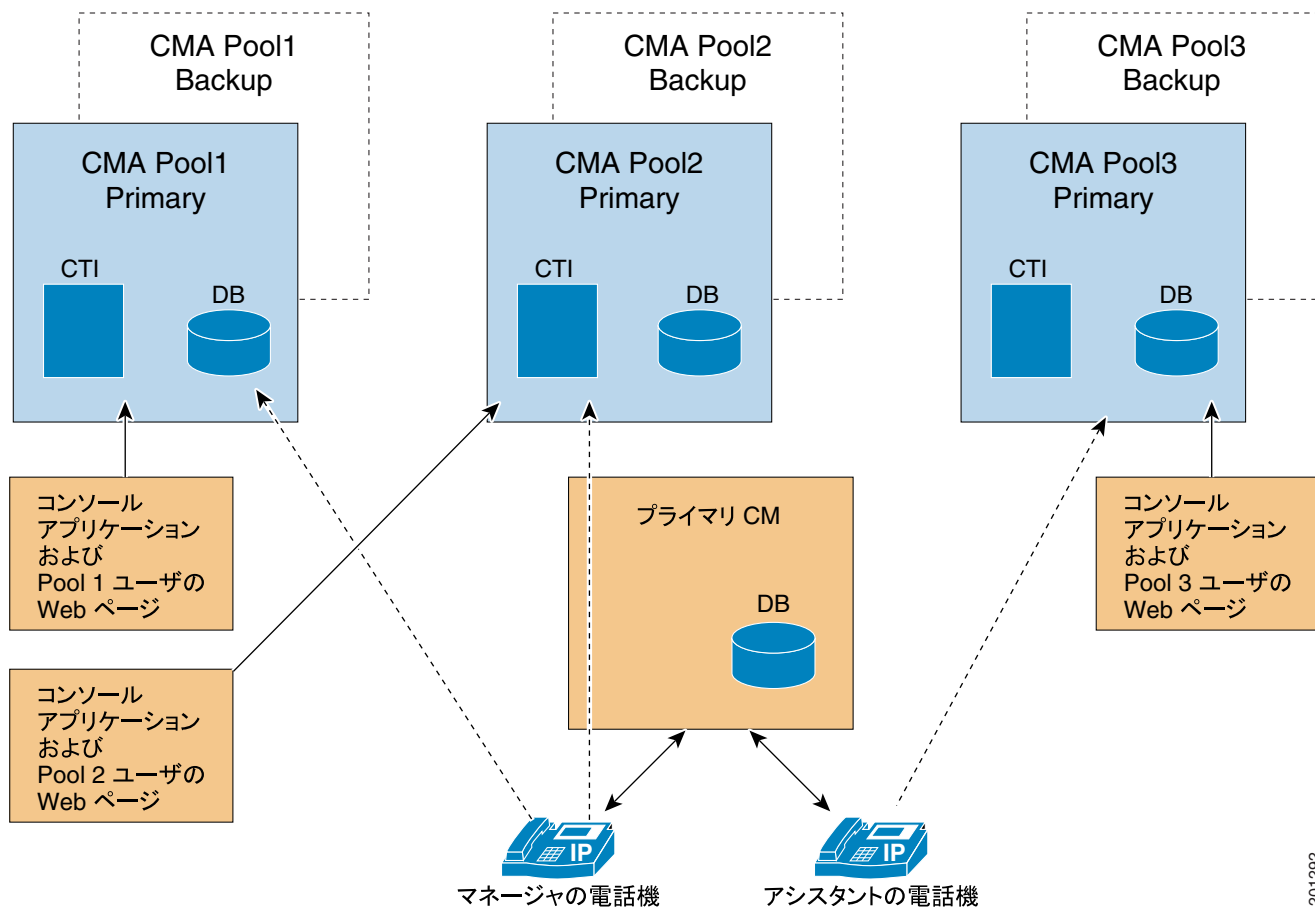 CMA Pool1
Backup
CMA Pool2
Backup
CMA Pool3
Backup
CMA Pool1
Primary
CTI
DB
CMA Pool2
Primary
CTI
DB
CMA Pool3
Primary
CTI
DB
コンソール
アプリケーション
および
Pool 1 ユーザの
Web ページ
プライマリ CM
DB
コンソール
アプリケーション
および
Pool 3 ユーザの
Web ページ
コンソール
アプリケーション
および
Pool 2 ユーザの
Web ページ
IP
マネージャの電話機
IP
アシスタントの電話機